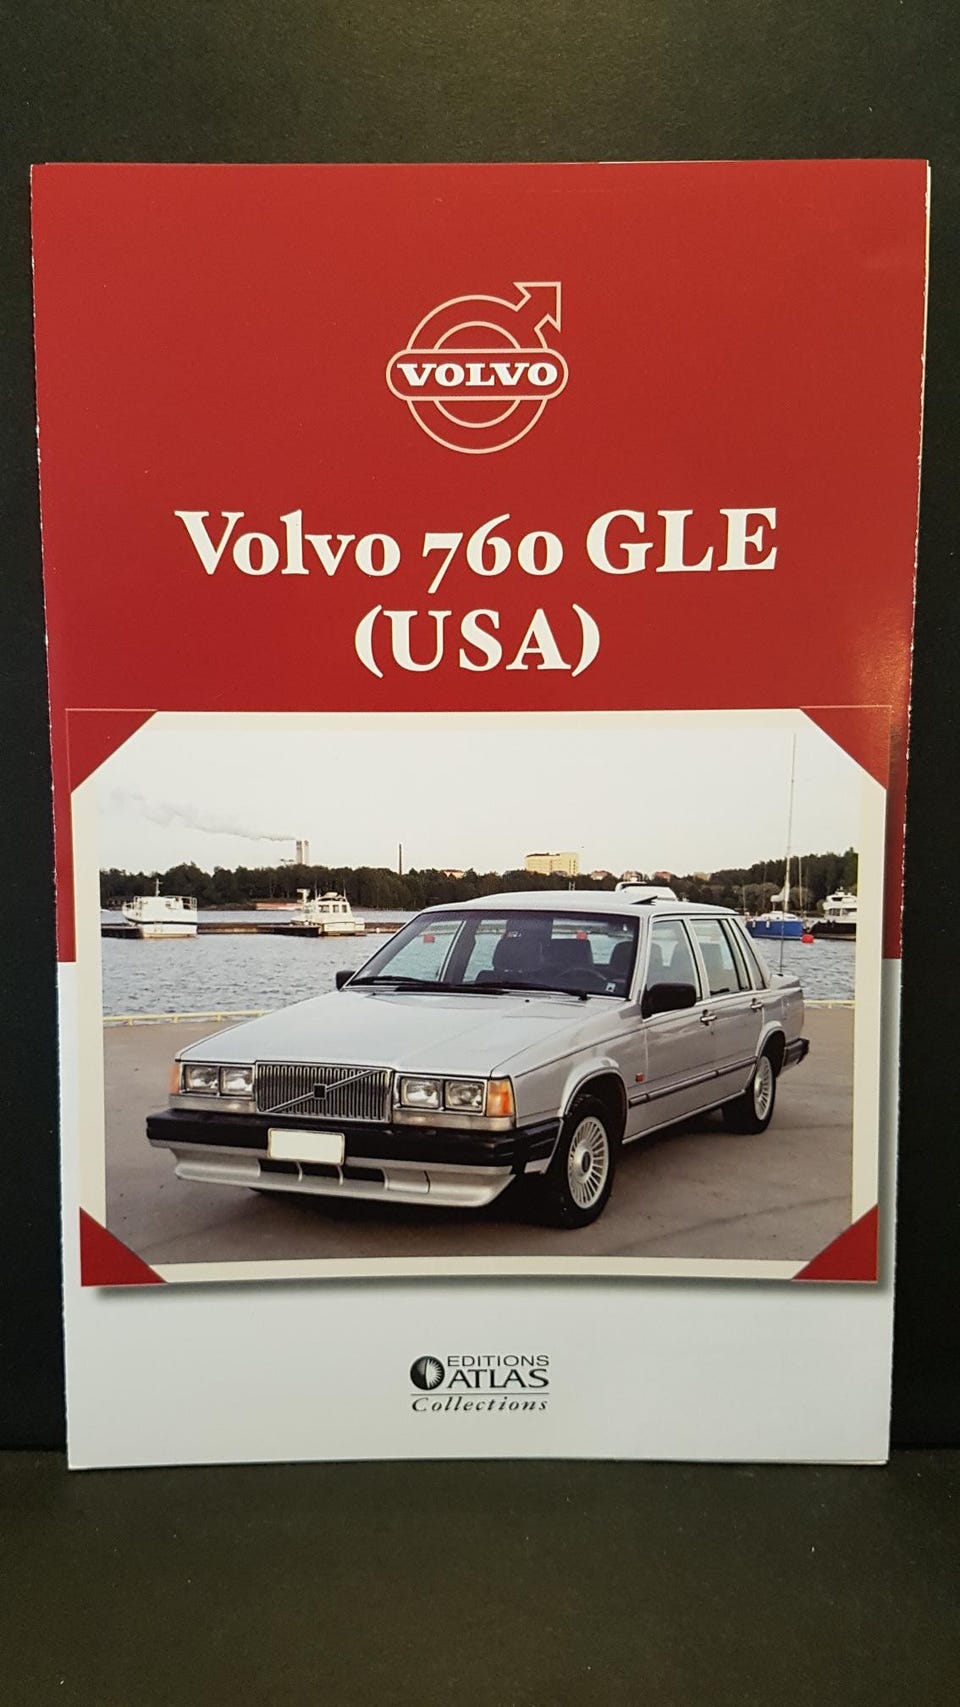 VOLVO
Volvo 760 GLE
(USA)
EDITIONS
ATLAS
Collections